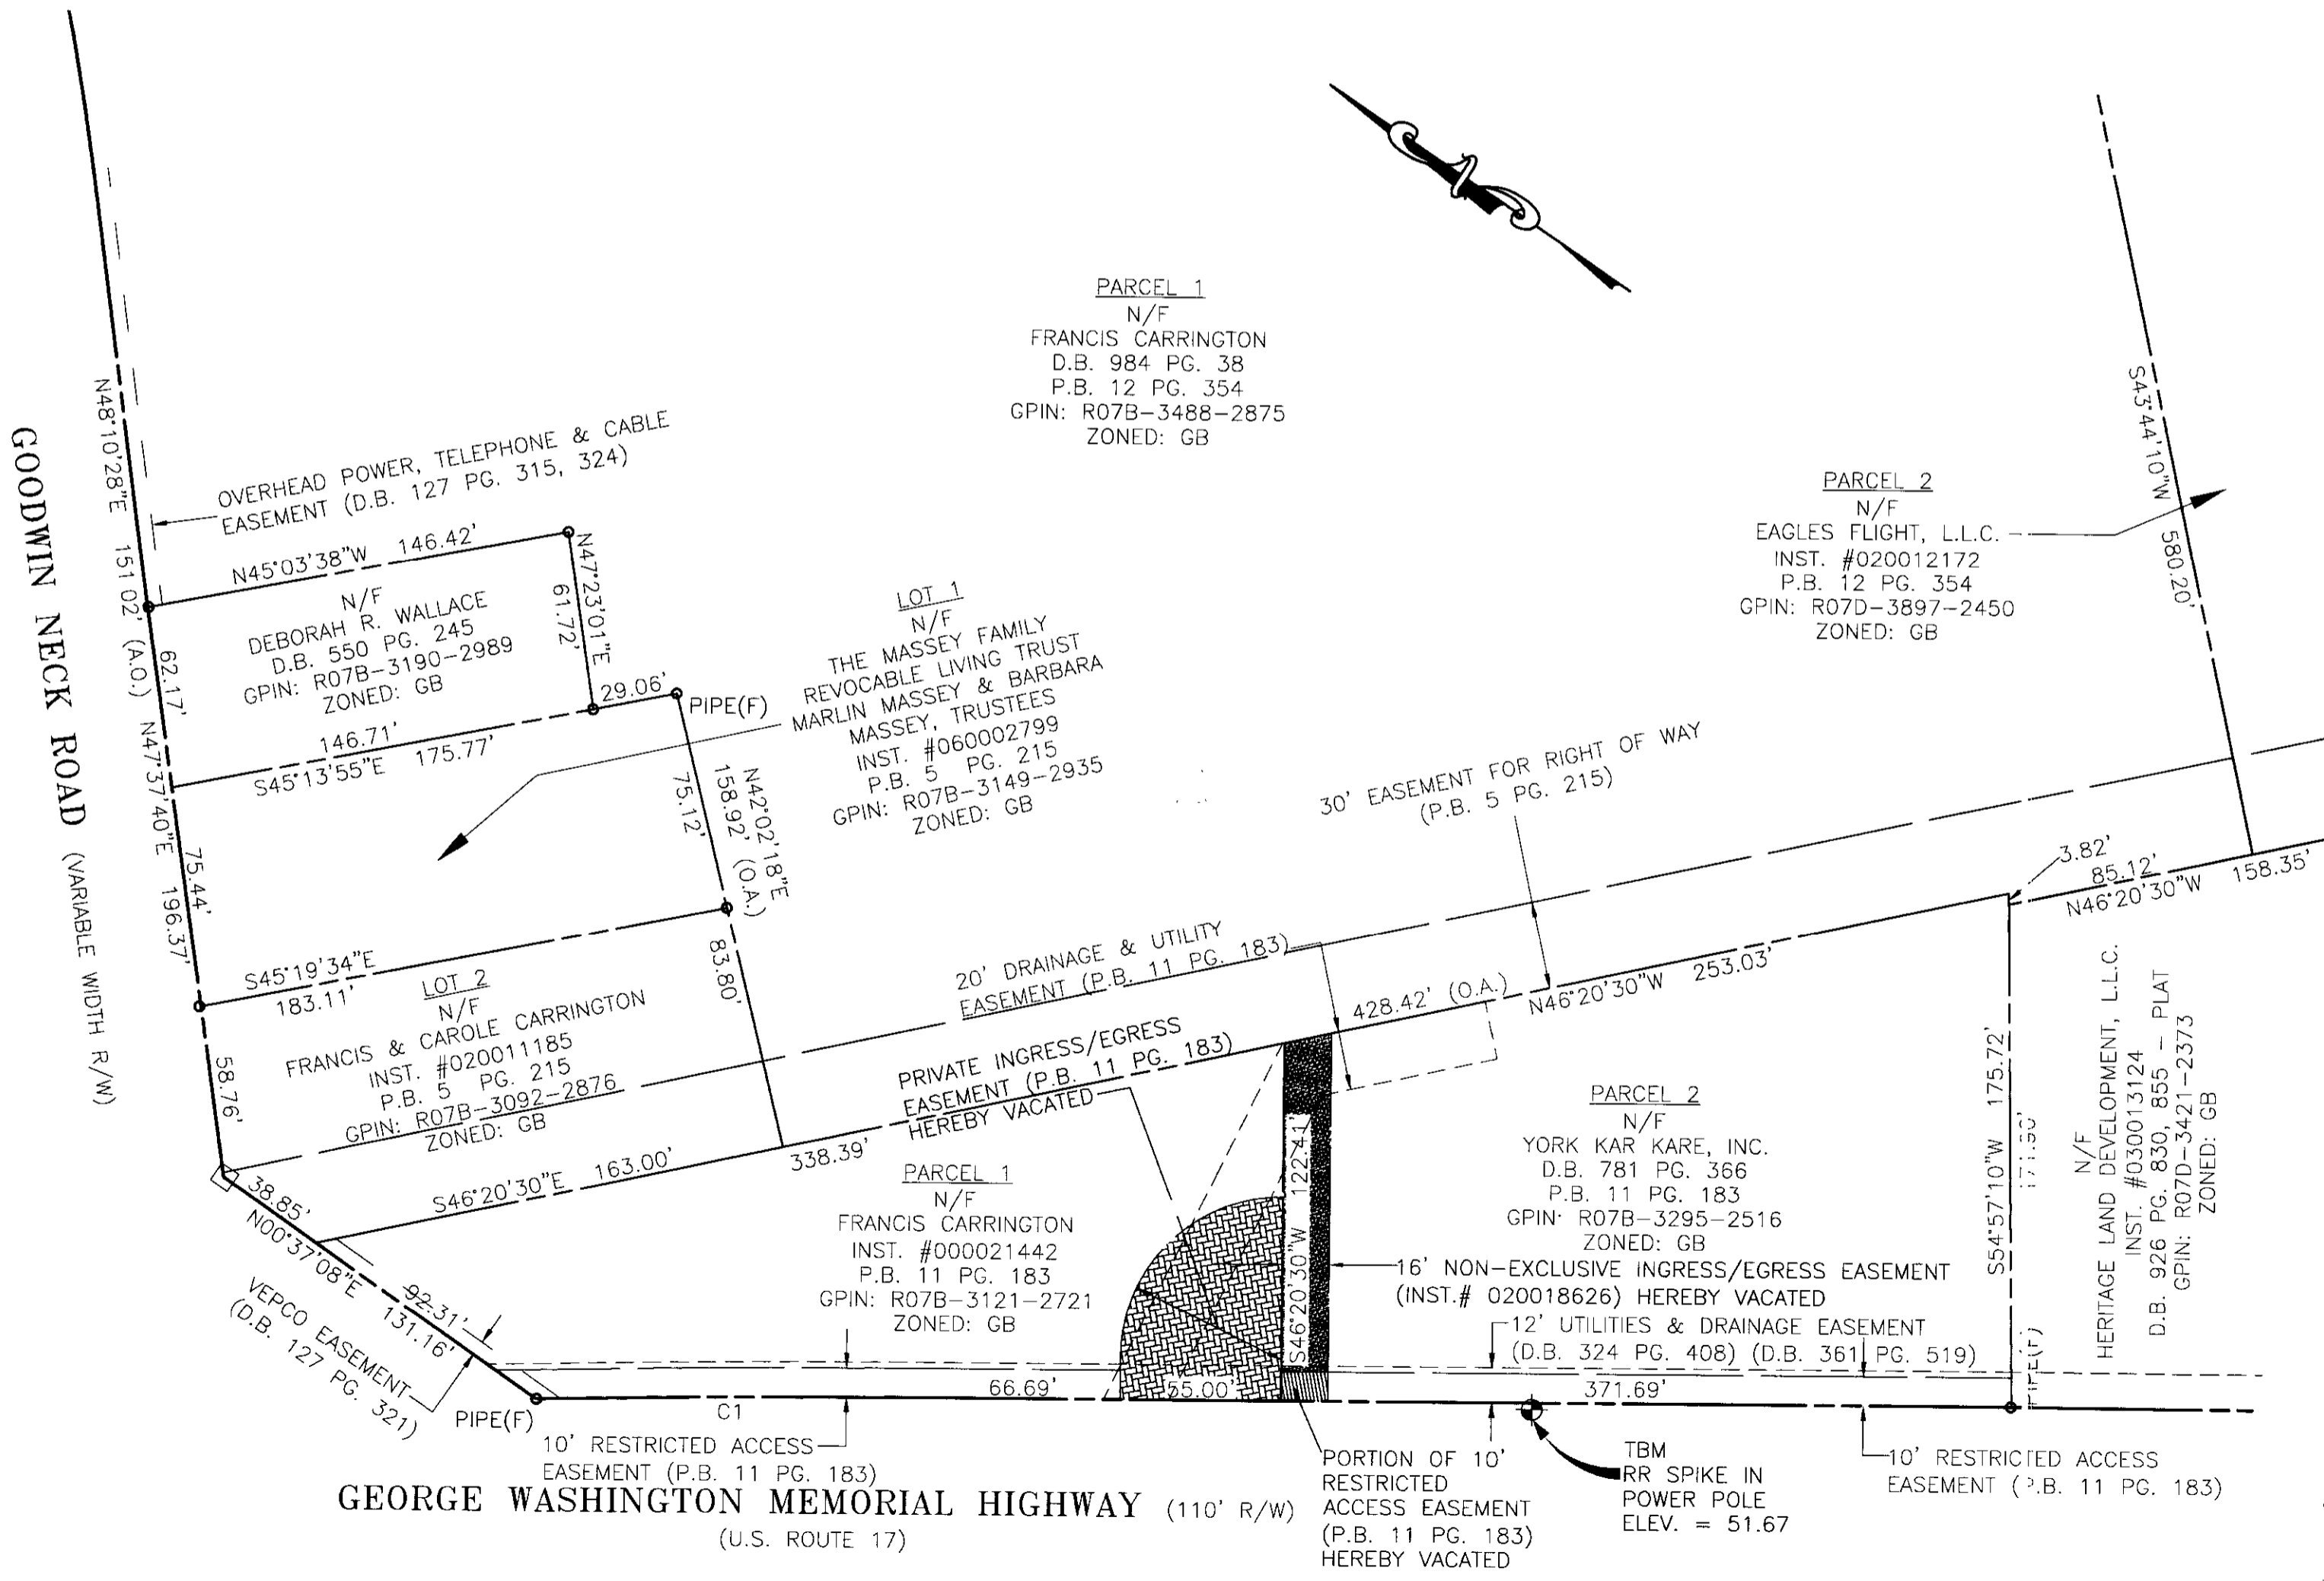 PARCEL 1
N/F
FRANCIS CARRINGTON
D.B. 984 PG. 38
P.B. 12 PG. 354
GPIN: R07B-3488-2875
ZONED: GB
PARCEL 2
N/F
EAGLES FLIGHT, L.L.C.
INST. #020012172
P.B. 12 PG. 354
GPIN: R07D-3897-2450
ZONED: GB
S43°44'10"W 580.20'
GOODWIN NECK ROAD (VARIABLE WIDTH R/W)
N48°10'28"E 151.02' (A.O.)
OVERHEAD POWER, TELEPHONE & CABLE
EASEMENT (D.B. 127 PG. 315, 324)
N45°03'38"W 146.42'
N47°23'01"E
61.72'
N/F
DEBORAH R. WALLACE
D.B. 550 PG. 245
GPIN: R07B-3190-2989
ZONED: GB
62.17'
N47°37'40"E 196.37'
29.06'
PIPE(F)
146.71'
S45°13'55"E 175.77'
LOT 1
N/F
THE MASSEY FAMILY
REVOCABLE LIVING TRUST
MARLIN MASSEY & BARBARA
MASSEY, TRUSTEES
INST. #060002799
P.B. 5 PG. 215
GPIN: R07B-3149-2935
ZONED: GB
75.12'
N42°02'18"E
158.92' (O.A.)
75.44'
83.80'
S45°19'34"E
183.11'
LOT 2
N/F
FRANCIS & CAROLE CARRINGTON
INST. #020011185
P.B. 5 PG. 215
GPIN: R07B-3092-2876
ZONED: GB
58.76'
30' EASEMENT FOR RIGHT OF WAY
(P.B. 5 PG. 215)
3.82'
85.12'
N46°20'30"W 158.35'
20' DRAINAGE & UTILITY
EASEMENT (P.B. 11 PG. 183)
428.42' (O.A.)
N46°20'30"W 253.03'
PRIVATE INGRESS/EGRESS
EASEMENT (P.B. 11 PG. 183)
HEREBY VACATED
S46°20'30"E 163.00'
338.39'
38.85'
N00°37'08"E
92.31'
131.16'
VEPCO EASEMENT
(D.B. 127 PG. 321)
PIPE(F)
PARCEL 1
N/F
FRANCIS CARRINGTON
INST. #000021442
P.B. 11 PG. 183
GPIN: R07B-3121-2721
ZONED: GB
S46°20'30"W 122.41'
PARCEL 2
N/F
YORK KAR KARE, INC.
D.B. 781 PG. 366
P.B. 11 PG. 183
GPIN: R07B-3295-2516
ZONED: GB
16' NON-EXCLUSIVE INGRESS/EGRESS EASEMENT
(INST.# 020018626) HEREBY VACATED
12' UTILITIES & DRAINAGE EASEMENT
(D.B. 324 PG. 408) (D.B. 361 PG. 519)
S54°57'10"W 175.72'
PIPE(F)
N/F
HERITAGE LAND DEVELOPMENT, L.L.C.
INST. #030013124
D.B. 926 PG. 830, 855 - PLAT
GPIN: R07D-3421-2373
ZONED: GB
66.69'
55.00'
371.69'
C1
10' RESTRICTED ACCESS
EASEMENT (P.B. 11 PG. 183)
PORTION OF 10'
RESTRICTED
ACCESS EASEMENT
(P.B. 11 PG. 183)
HEREBY VACATED
TBM
RR SPIKE IN
POWER POLE
ELEV. = 51.67
10' RESTRICTED ACCESS
EASEMENT (P.B. 11 PG. 183)
GEORGE WASHINGTON MEMORIAL HIGHWAY (110' R/W)
(U.S. ROUTE 17)